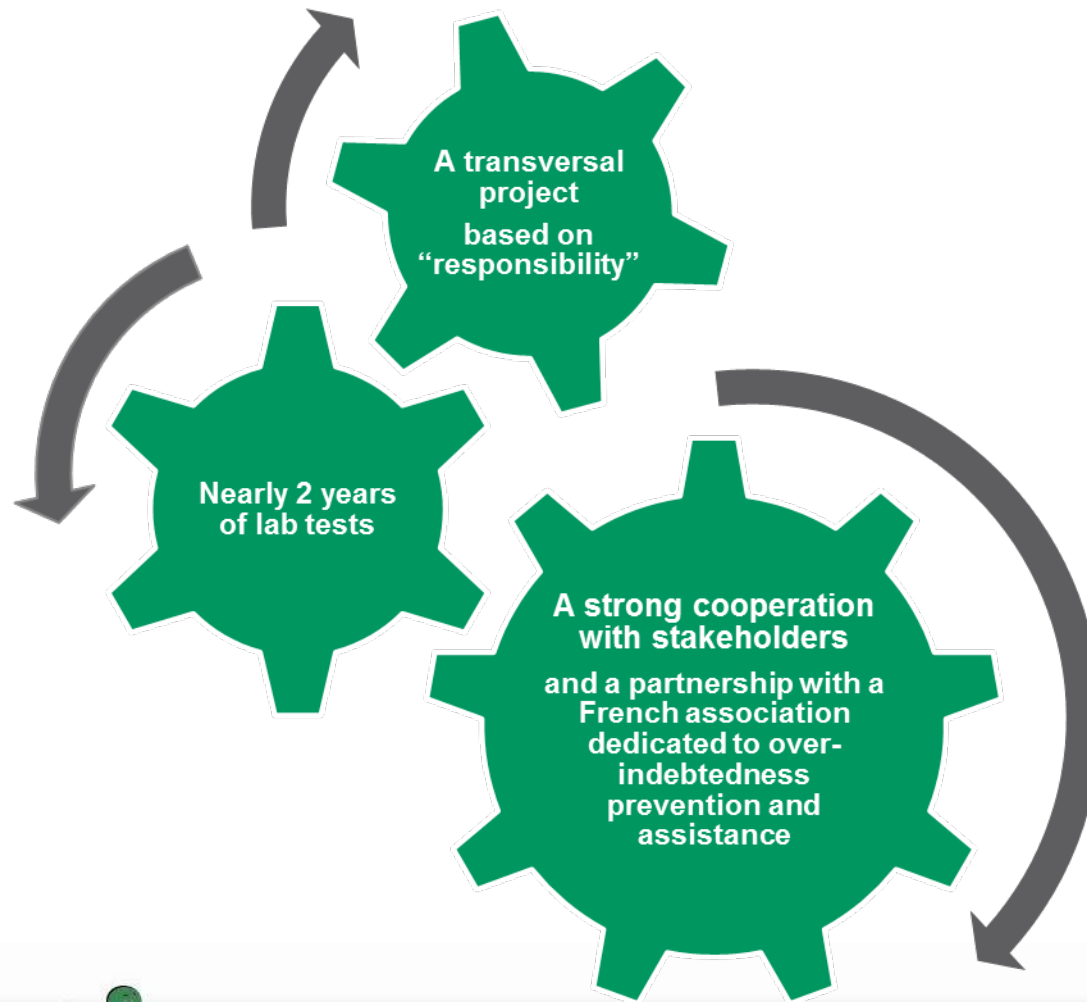 A transversal
project
based on
“responsibility”
Nearly 2 years
of lab tests
A strong cooperation
with stakeholders
and a partnership with a
French association
dedicated to over-
indebtedness
prevention and
assistance